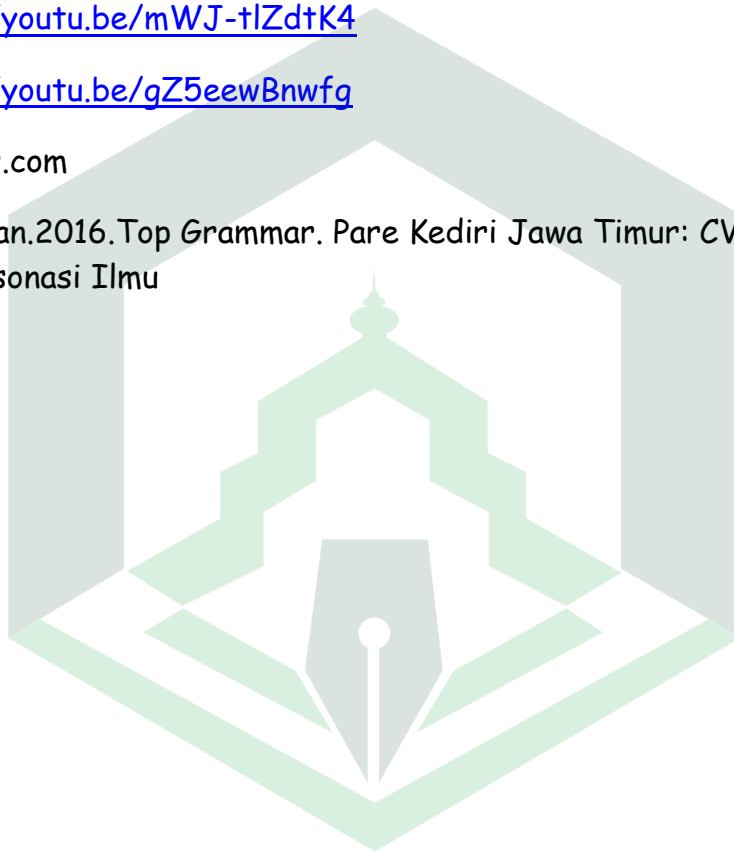 /youtu.be/mWJ-tlZdtK4
/youtu.be/gZ5eewBnwfg
.com
an.2016.Top Grammar. Pare Kediri Jawa Timur: CV
sonasi Ilmu